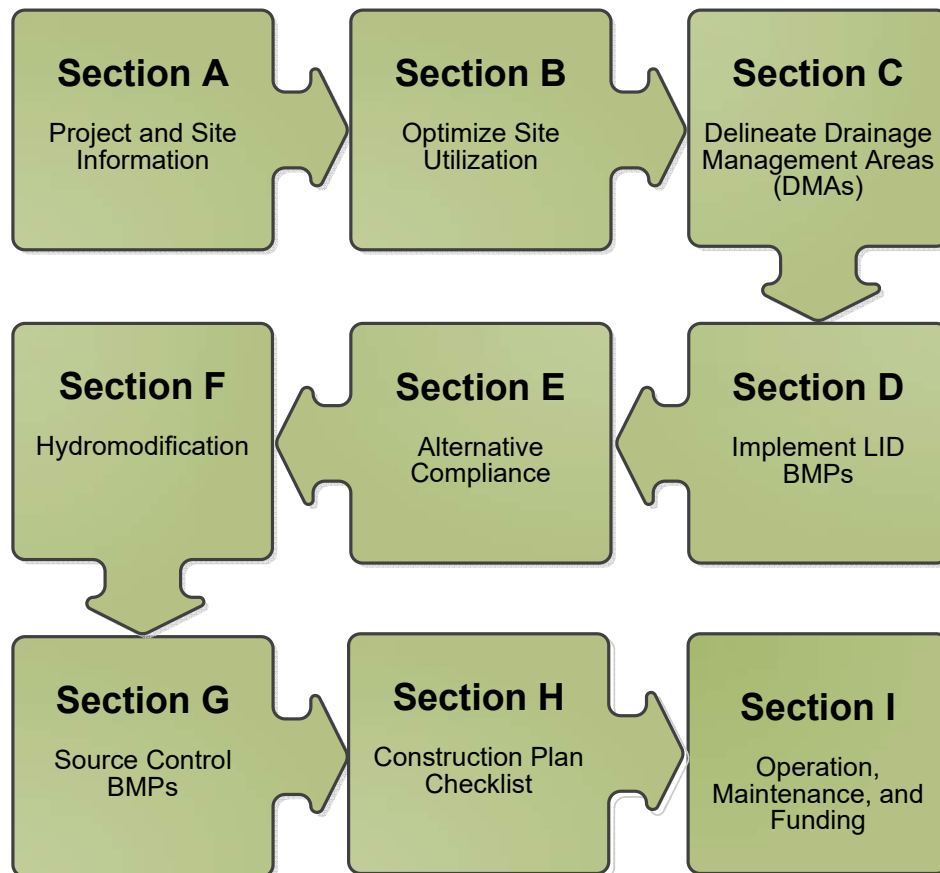 Section A
Project and Site
Information
Section B
Optimize Site
Utilization
Section C
Delineate Drainage
Management Areas
(DMAs)
Section D
Implement LID
BMPs
Section E
Alternative
Compliance
Section F
Hydromodification
Section G
Source Control
BMPs
Section H
Construction Plan
Checklist
Section I
Operation,
Maintenance, and
Funding